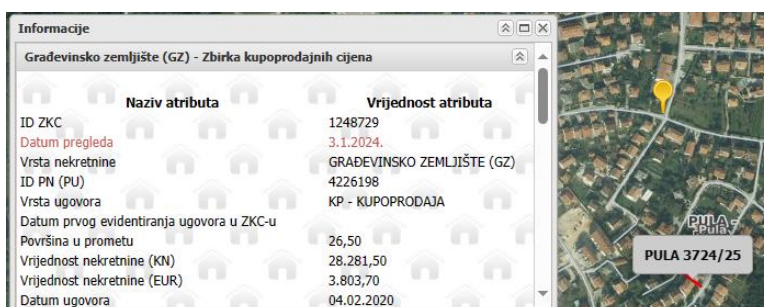 Informacije
Građevinsko zemljište (GZ) - Zbirka kupoprodajnih cijena
Naziv atributa Vrijednost atributa
ID ZKC 1248729
Datum pregleda 3.1.2024.
Vrsta nekretnine GRAĐEVINSKO ZEMLJIŠTE (GZ)
ID PN (PU) 4226198
Vrsta ugovora KP - KUPOPRODAJA
Datum prvog evidentiranja ugovora u ZKC-u
Površina u prometu 26,50
Vrijednost nekretnine (KN) 28.281,50
Vrijednost nekretnine (EUR) 3.803,70
Datum ugovora 04.02.2020
PULA -
Pula
PULA 3724/25